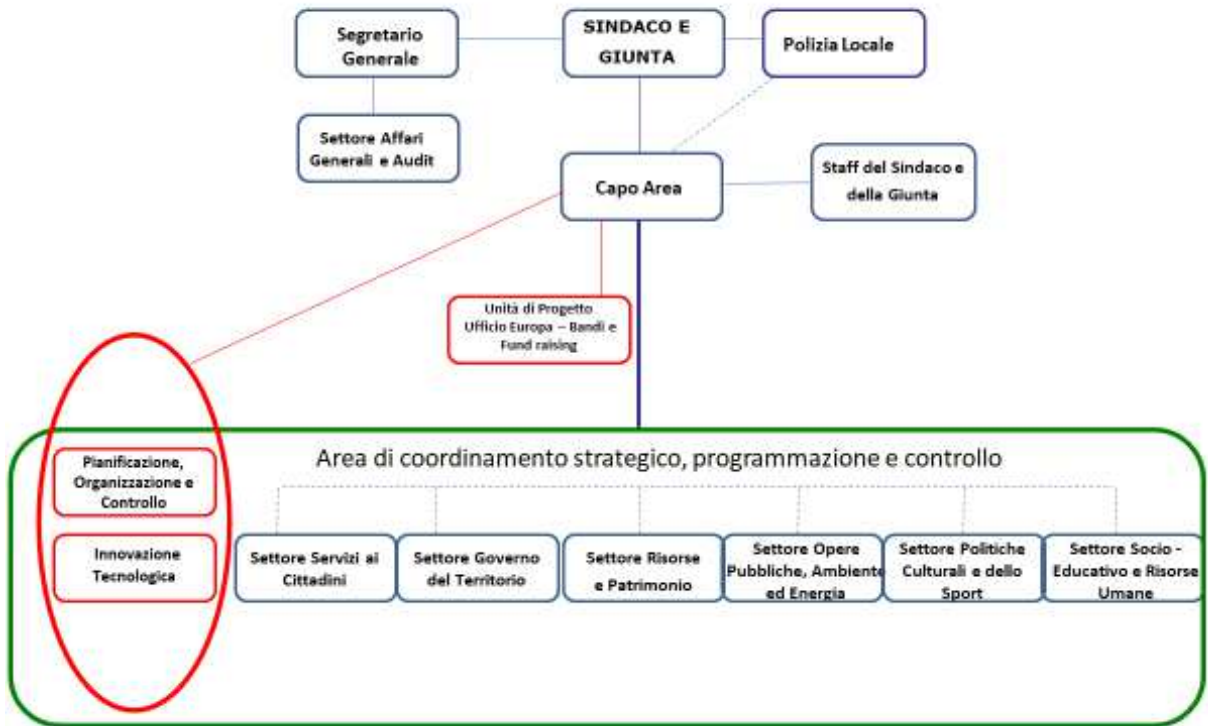 Segretario
Generale
SINDACO E
GIUNTA
Polizia Locale
Settore Affari
Generali e Audit
Capo Area
Staff del Sindaco e
della Giunta
Unità di Progetto
Ufficio Europa – Bandi e
Fund raising
Area di coordinamento strategico, programmazione e controllo
Pianificazione,
Organizzazione e
Controllo
Innovazione
Tecnologica
Settore Servizi ai
Cittadini
Settore Governo
del Territorio
Settore Risorse
e Patrimonio
Settore Opere
Pubbliche, Ambiente
ed Energia
Settore Politiche
Culturali e dello
Sport
Settore Socio -
Educativo e Risorse
Umane